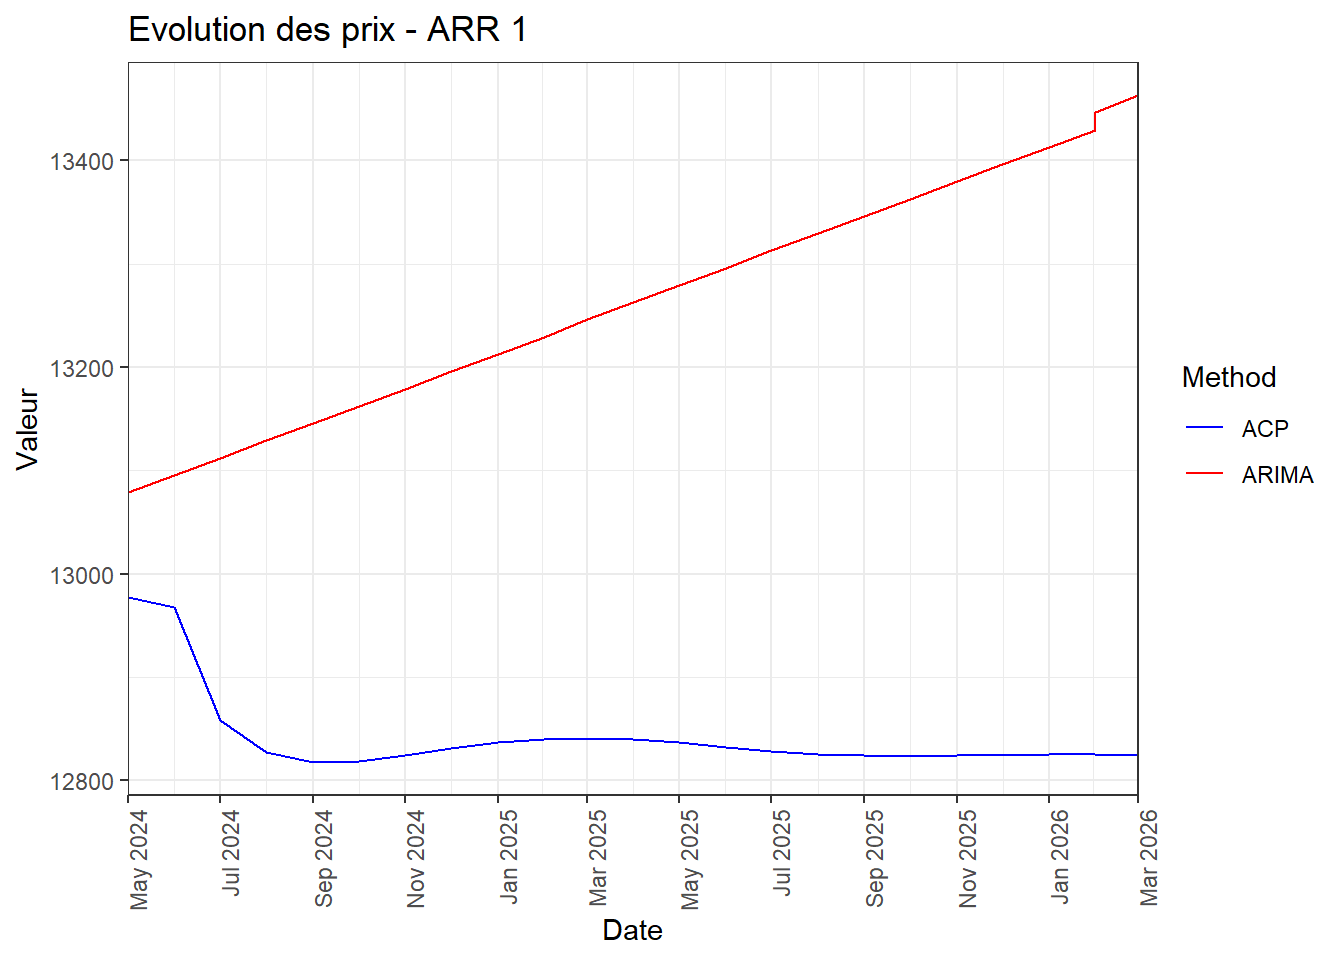 Evolution des prix - ARR 1
13400
13200
13000
12800
Valeur
May 2024
Jul 2024
Sep 2024
Nov 2024
Jan 2025
Mar 2025
May 2025
Jul 2025
Sep 2025
Nov 2025
Jan 2026
Mar 2026
Date
Method
ACP
ARIMA